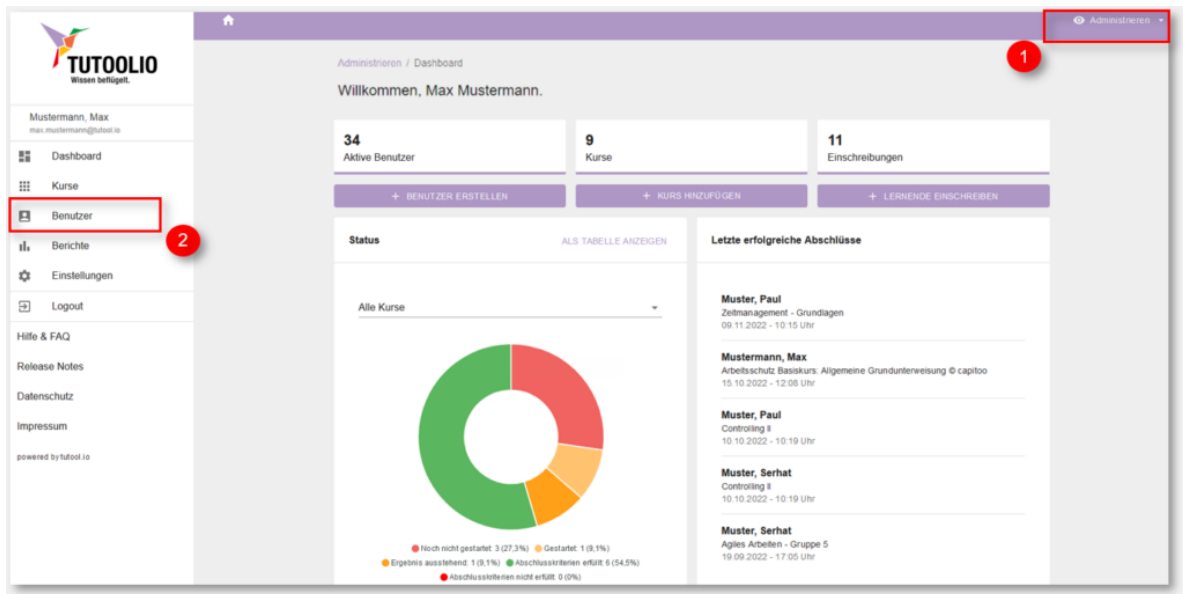 TUTOOLIO
Wissen beflügelt.
Administrieren
1
Mustermann, Max
max.mustermann@tutool.io
Dashboard
Kurse
Benutzer
2
Berichte
Einstellungen
Logout
Hilfe & FAQ
Release Notes
Datenschutz
Impressum
powered by tutool.io
Administrieren / Dashboard
Willkommen, Max Mustermann.
34
Aktive Benutzer
9
Kurse
11
Einschreibungen
+ BENUTZER ERSTELLEN
+ KURS HINZUFÜGEN
+ LERNENDE EINSCHREIBEN
Status
ALS TABELLE ANZEIGEN
Alle Kurse
Noch nicht gestartet: 3 (27,3%) Gestartet: 1 (9,1%)
Ergebnis ausstehend: 1 (9,1%) Abschlusskriterien erfüllt: 6 (54,5%)
Abschlusskriterien nicht erfüllt: 0 (0%)
Letzte erfolgreiche Abschlüsse
Muster, Paul
Zeitmanagement - Grundlagen
09.11.2022 - 10:15 Uhr
Mustermann, Max
Arbeitsschutz Basiskurs: Allgemeine Grundunterweisung © capitoo
15.10.2022 - 12:08 Uhr
Muster, Paul
Controlling II
10.10.2022 - 10:19 Uhr
Muster, Serhat
Controlling II
10.10.2022 - 10:19 Uhr
Muster, Serhat
Agiles Arbeiten - Gruppe 5
19.09.2022 - 17:05 Uhr